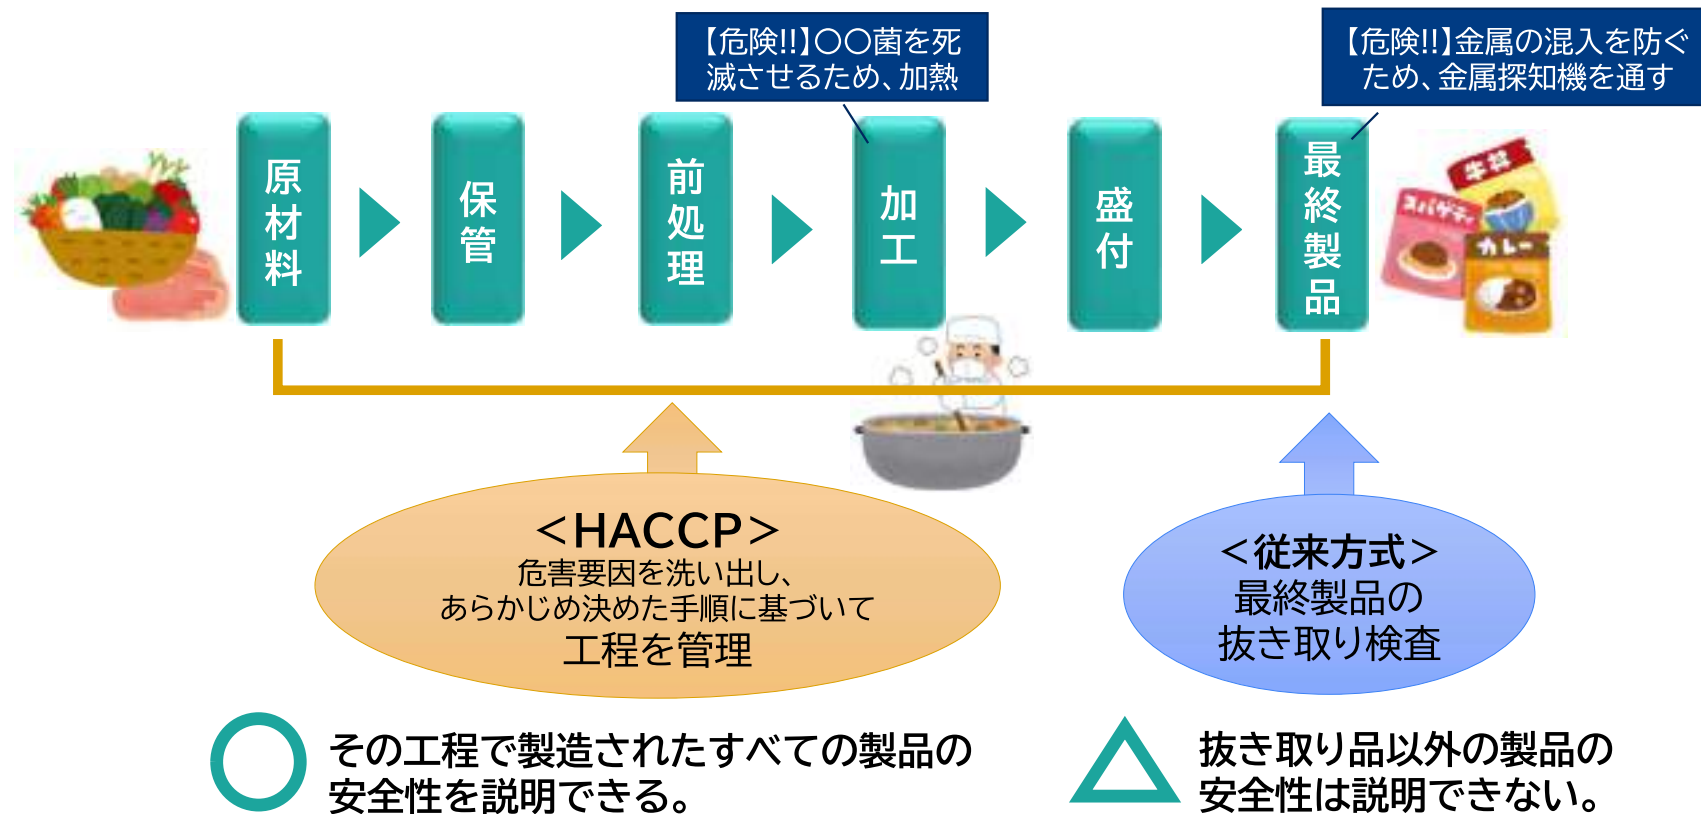 【危険!!】〇〇菌を死
滅させるため、加熱
【危険!!】金属の混入を防ぐ
ため、金属探知機を通す
原材料
保管
前処理
加工
盛付
最終製品
牛丼
スパゲティ
カレー
＜HACCP＞
危害要因を洗い出し、
あらかじめ決めた手順に基づいて
工程を管理
＜従来方式＞
最終製品の
抜き取り検査
その工程で製造されたすべての製品の
安全性を説明できる。
抜き取り品以外の製品の
安全性は説明できない。